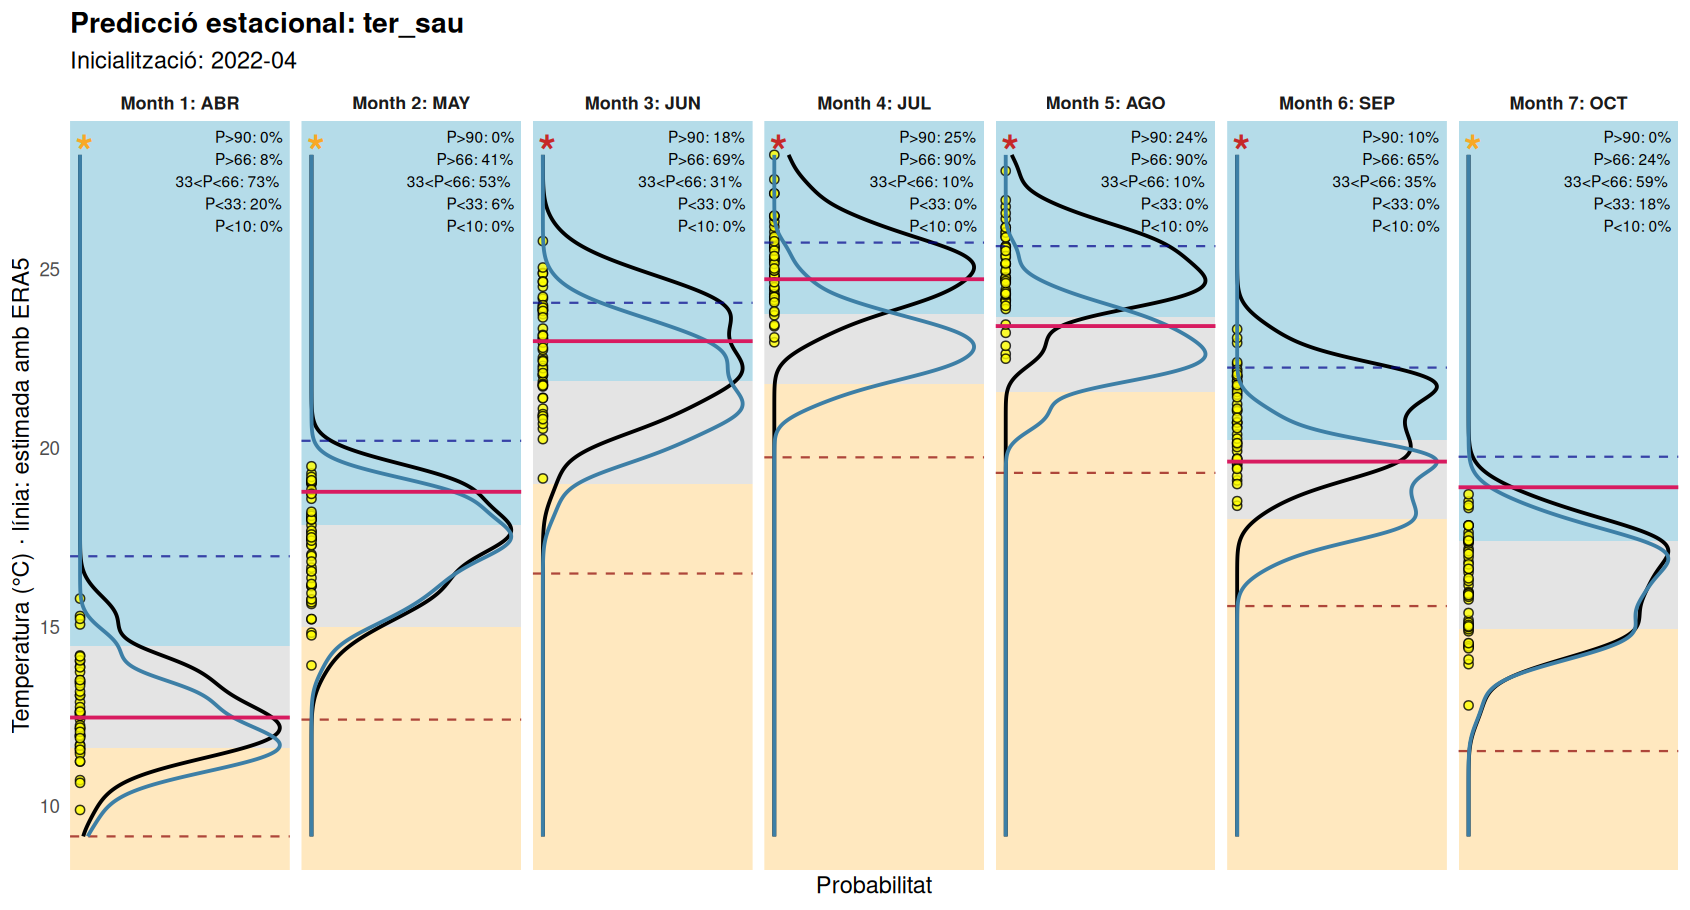 Predicció estacional: ter_sau
Inicialització: 2022-04
Month 1: ABR
Month 2: MAY
Month 3: JUN
Month 4: JUL
Month 5: AGO
Month 6: SEP
Month 7: OCT
*
P>90: 0%
P>66: 8%
33<P<66: 73%
P<33: 20%
P<10: 0%
*
P>90: 0%
P>66: 41%
33<P<66: 53%
P<33: 6%
P<10: 0%
*
P>90: 18%
P>66: 69%
33<P<66: 31%
P<33: 0%
P<10: 0%
*
P>90: 25%
P>66: 90%
33<P<66: 10%
P<33: 0%
P<10: 0%
*
P>90: 24%
P>66: 90%
33<P<66: 10%
P<33: 0%
P<10: 0%
*
P>90: 10%
P>66: 65%
33<P<66: 35%
P<33: 0%
P<10: 0%
*
P>90: 0%
P>66: 24%
33<P<66: 59%
P<33: 18%
P<10: 0%
Temperatura (°C) · línia: estimada amb ERA5
25
20
15
10
Probabilitat